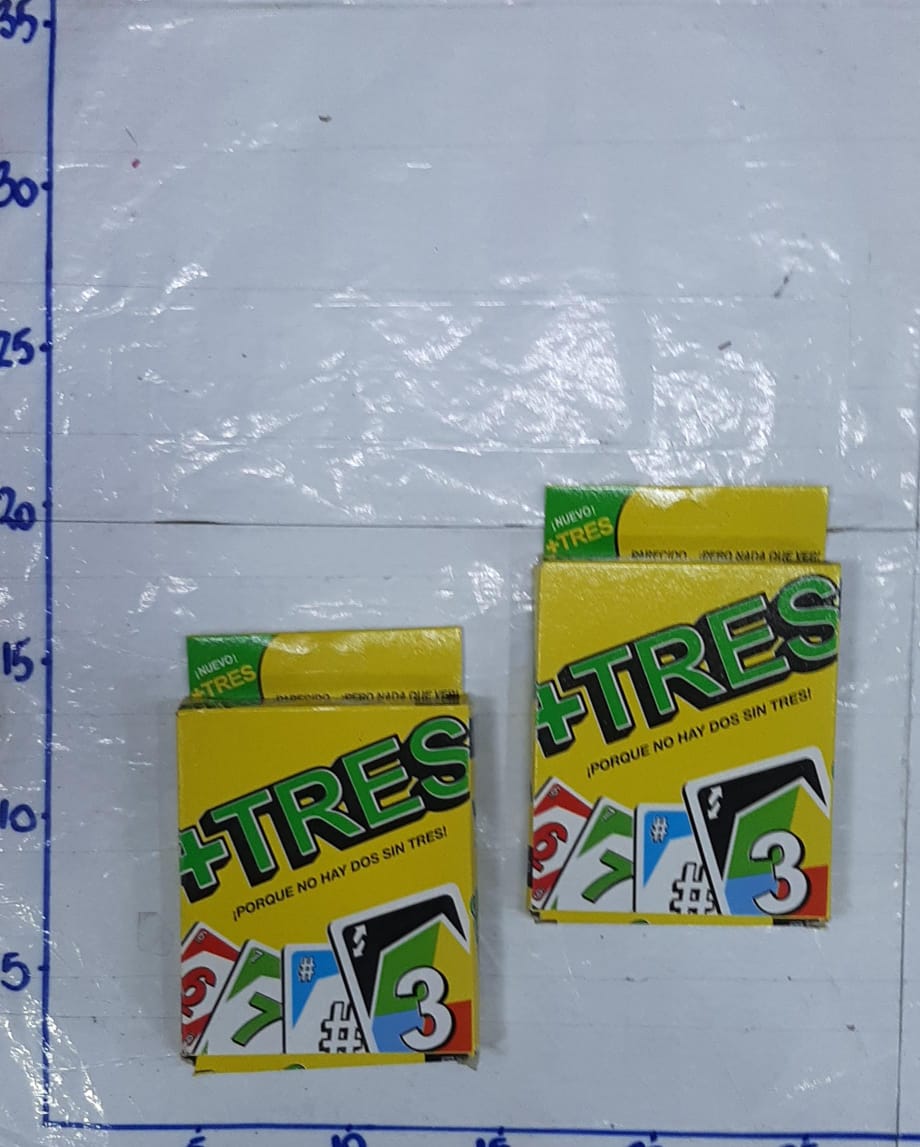 35
30
25
20
15
10
5
5
10
15
¡NUEVO!
+TRES
PARECIDO... ¡PERO NADA QUE VER!
+TRES
¡PORQUE NO HAY DOS SIN TRES!
6
7
7
#
#
3
¡NUEVO!
+TRES
PARECIDO... ¡PERO NADA QUE VER!
+TRES
¡PORQUE NO HAY DOS SIN TRES!
6
7
#
#
3